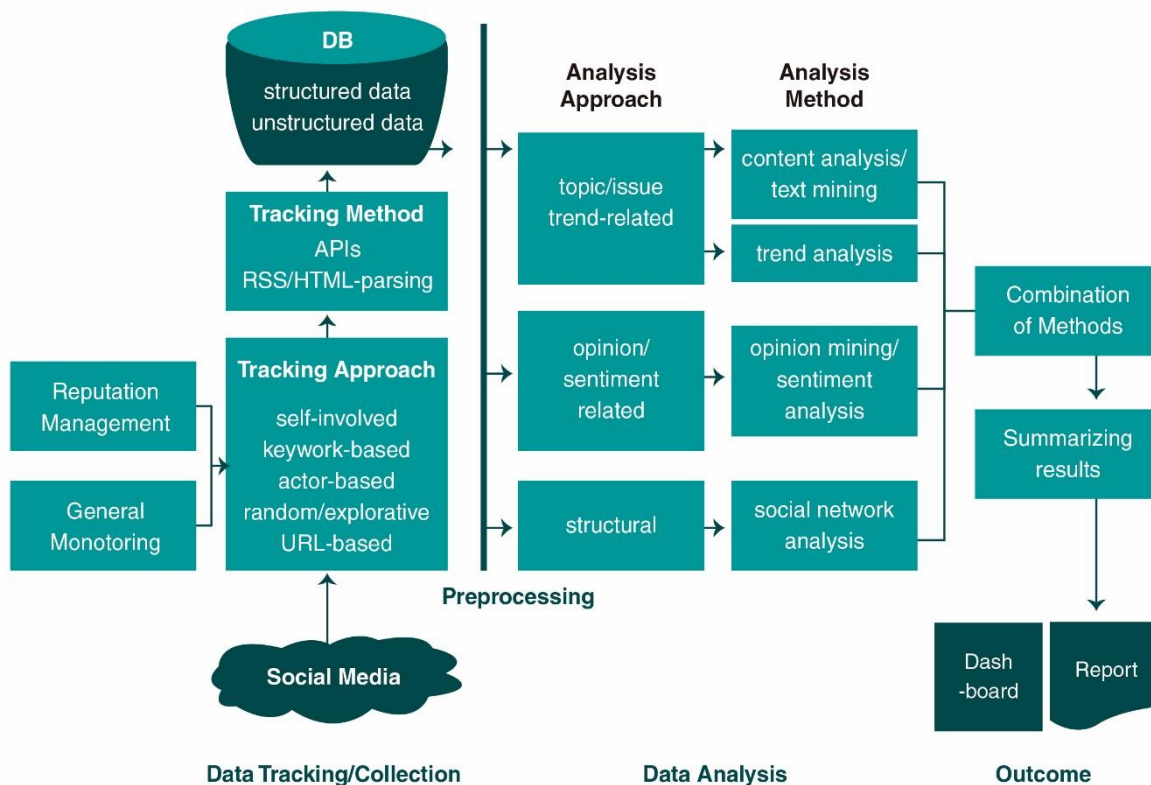 DB
structured data
unstructured data
Tracking Method
APIs
RSS/HTML-parsing
Tracking Approach
self-involved
keywork-based
actor-based
random/explorative
URL-based
Reputation
Management
General
Monotoring
Social Media
Data Tracking/Collection
Preprocessing
Analysis
Approach
topic/issue
trend-related
opinion/
sentiment
related
structural
Analysis
Method
content analysis/
text mining
trend analysis
opinion mining/
sentiment
analysis
social network
analysis
Data Analysis
Combination
of Methods
Summarizing
results
Dash
-board
Report
Outcome